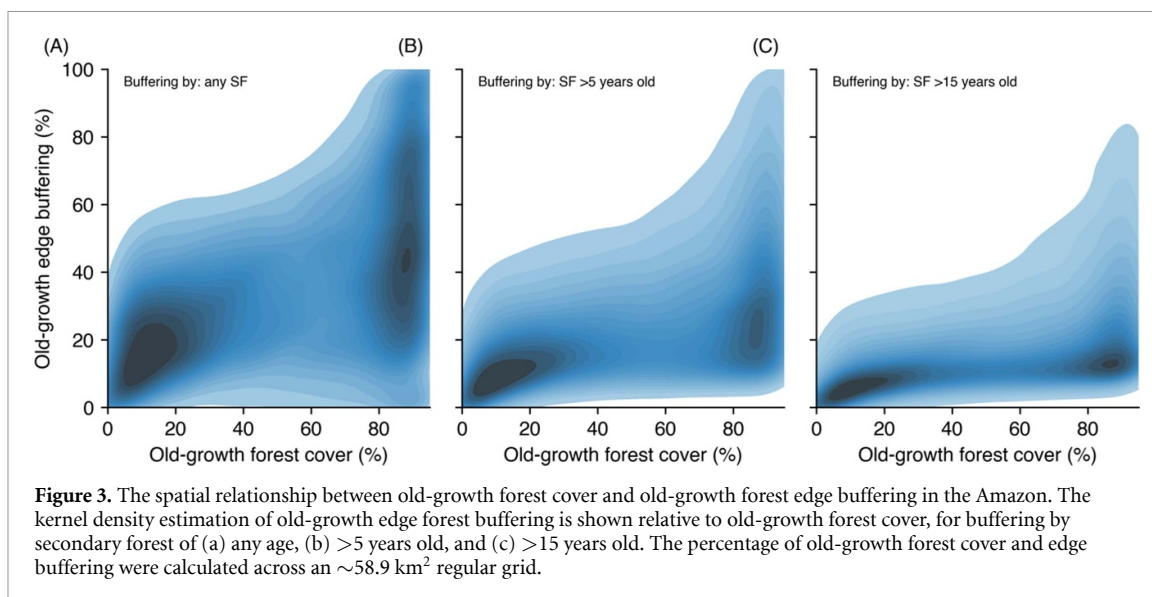 (A) (B) (C)
Buffering by: any SF
Buffering by: SF >5 years old
Buffering by: SF >15 years old
Old-growth edge buffering (%)
100
80
60
40
20
0
0 20 40 60 80
0 20 40 60 80
0 20 40 60 80
Old-growth forest cover (%)
Old-growth forest cover (%)
Old-growth forest cover (%)
Figure 3. The spatial relationship between old-growth forest cover and old-growth forest edge buffering in the Amazon. The
kernel density estimation of old-growth edge forest buffering is shown relative to old-growth forest cover, for buffering by
secondary forest of (a) any age, (b) >5 years old, and (c) >15 years old. The percentage of old-growth forest cover and edge
buffering were calculated across an ∼58.9 km² regular grid.